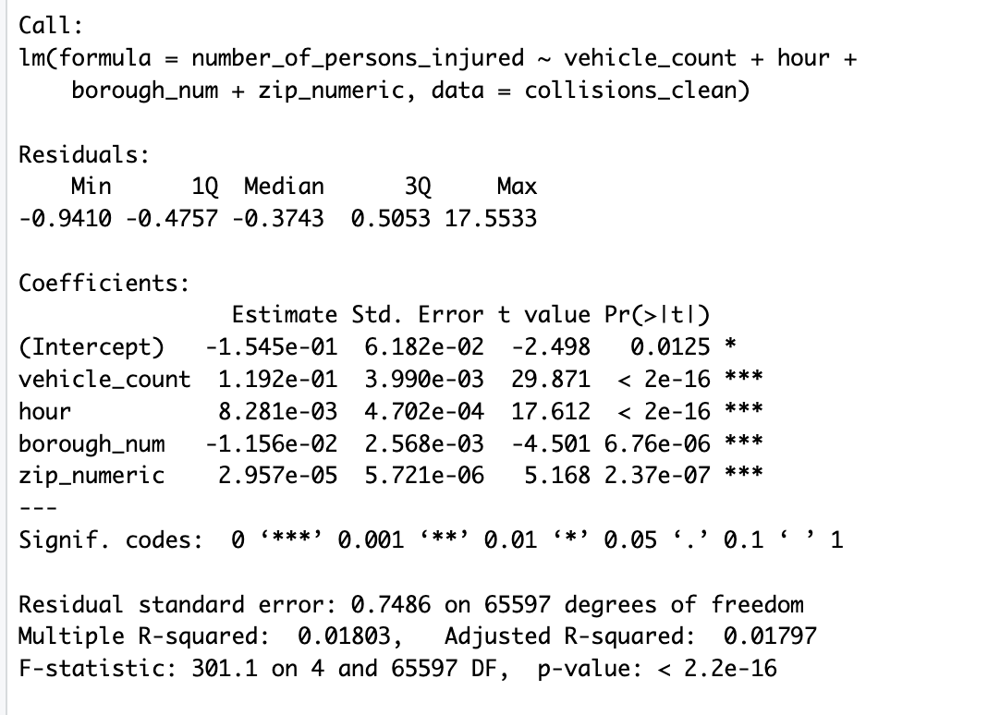 Call:
lm(formula = number_of_persons_injured ~ vehicle_count + hour +
    borough_num + zip_numeric, data = collisions_clean)

Residuals:
    Min      1Q  Median      3Q     Max
-0.9410 -0.4757 -0.3743  0.5053 17.5533

Coefficients:
                Estimate Std. Error t value Pr(>|t|)
(Intercept)   -1.545e-01  6.182e-02  -2.498   0.0125 *
vehicle_count  1.192e-01  3.990e-03  29.871  < 2e-16 ***
hour           8.281e-03  4.702e-04  17.612  < 2e-16 ***
borough_num   -1.156e-02  2.568e-03  -4.501 6.76e-06 ***
zip_numeric    2.957e-05  5.721e-06   5.168 2.37e-07 ***
---
Signif. codes:  0 ‘***’ 0.001 ‘**’ 0.01 ‘*’ 0.05 ‘.’ 0.1 ‘ ’ 1

Residual standard error: 0.7486 on 65597 degrees of freedom
Multiple R-squared:  0.01803,   Adjusted R-squared:  0.01797
F-statistic: 301.1 on 4 and 65597 DF,  p-value: < 2.2e-16